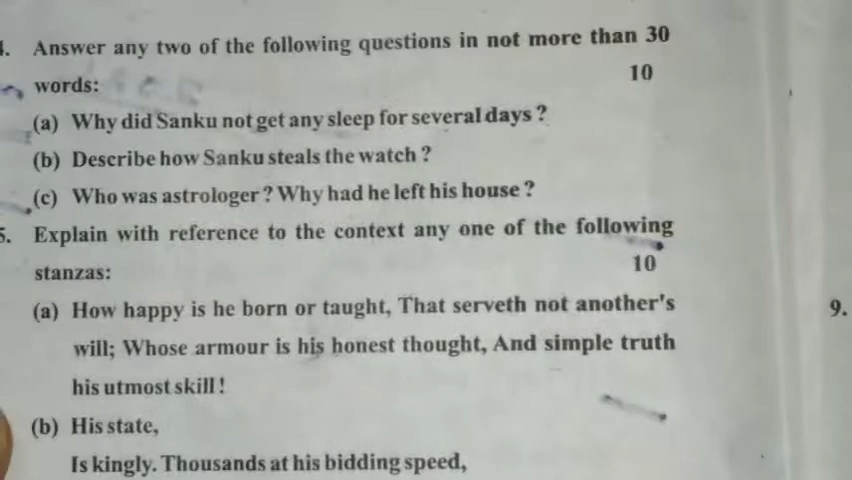 4. Answer any two of the following questions in not more than 30
words: 10
(a) Why did Sanku not get any sleep for several days ?
(b) Describe how Sanku steals the watch ?
(c) Who was astrologer ? Why had he left his house ?
5. Explain with reference to the context any one of the following
stanzas: 10
(a) How happy is he born or taught, That serveth not another's
will; Whose armour is his honest thought, And simple truth
his utmost skill !
(b) His state,
Is kingly. Thousands at his bidding speed,
9.